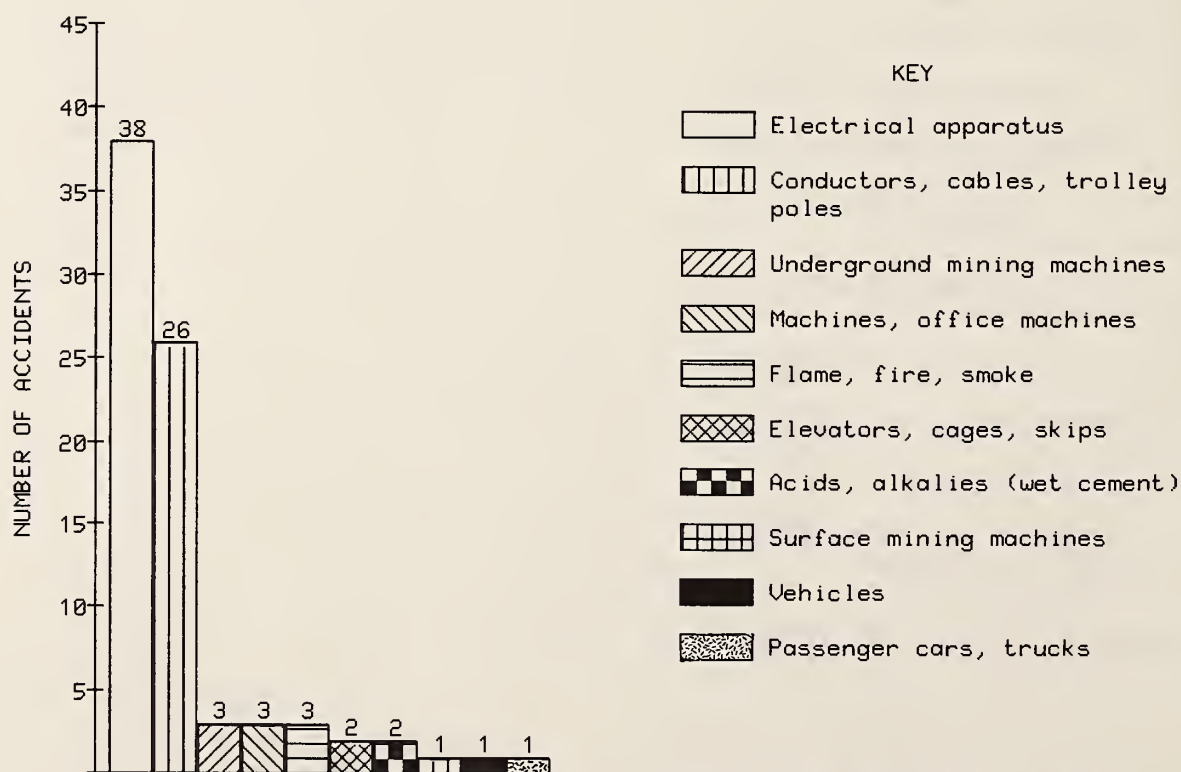 45
40
35
30
25
20
15
10
5
NUMBER OF ACCIDENTS
38
26
3
3
3
2
2
1
1
1
KEY
Electrical apparatus
Conductors, cables, trolley
poles
Underground mining machines
Machines, office machines
Flame, fire, smoke
Elevators, cages, skips
Acids, alkalies (wet cement)
Surface mining machines
Vehicles
Passenger cars, trucks